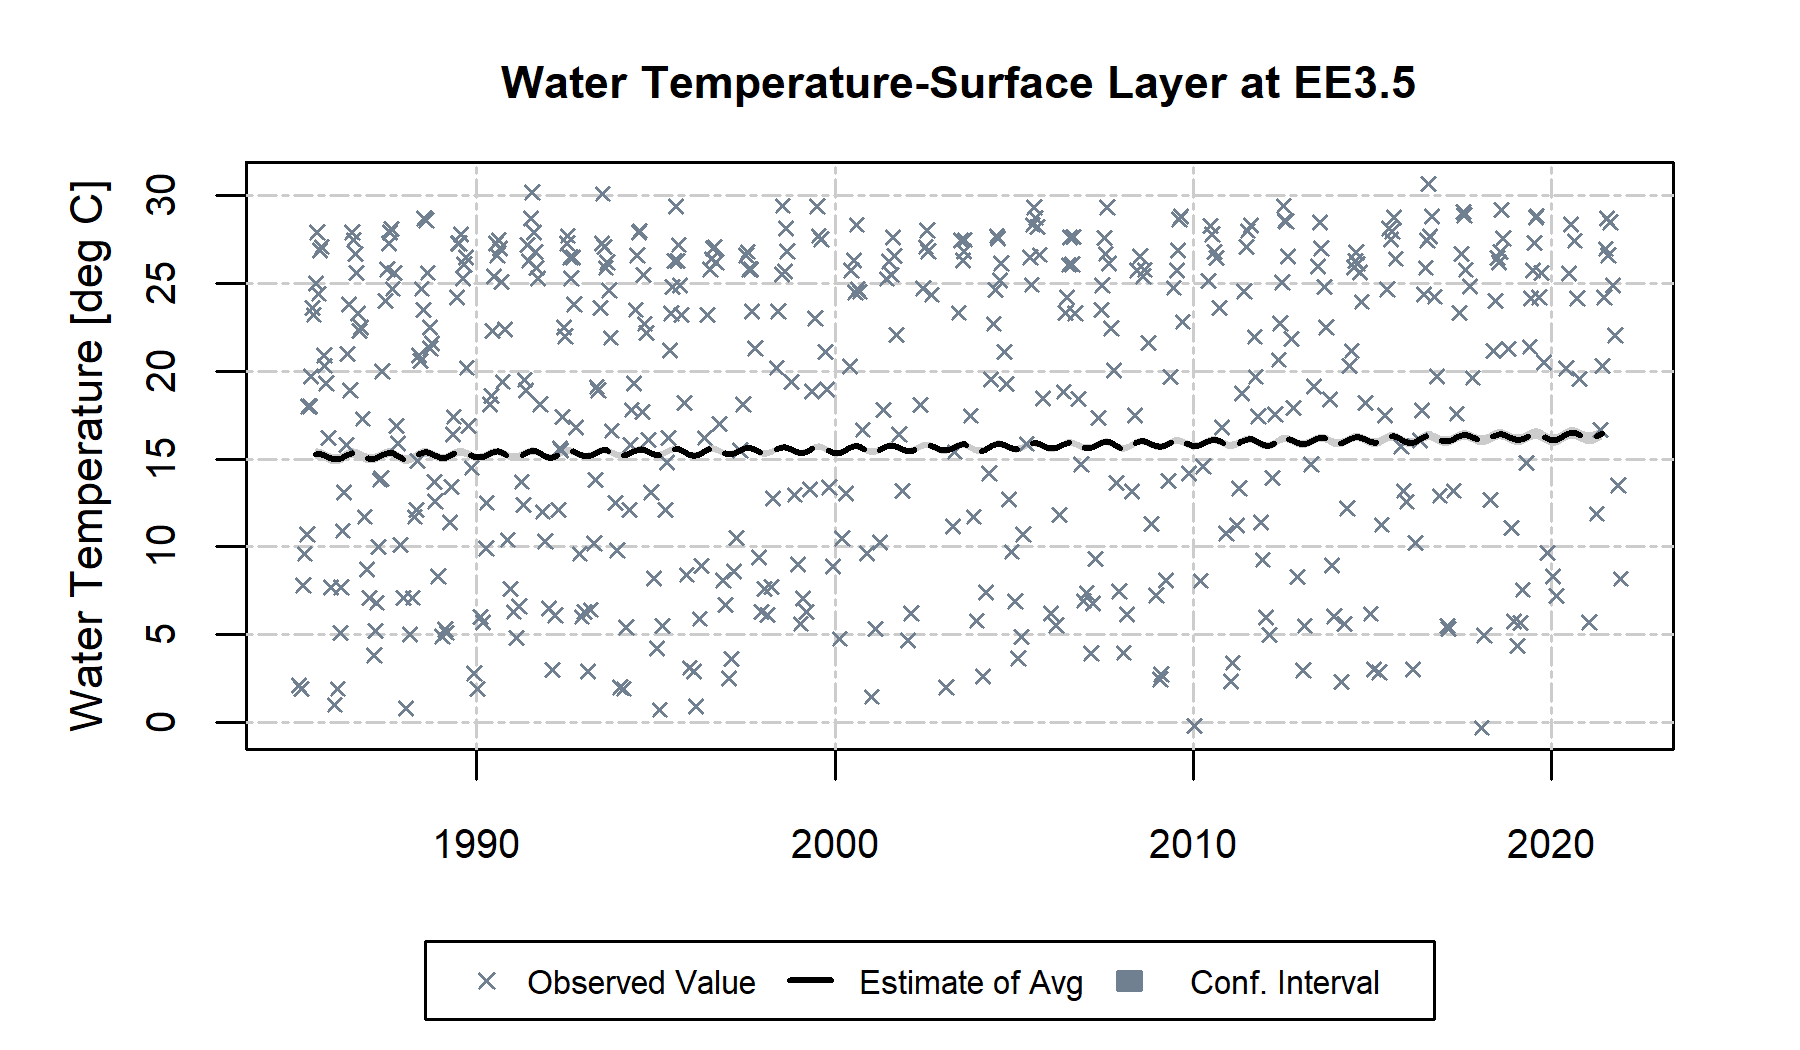 Water Temperature-Surface Layer at EE3.5
Water Temperature [deg C]
30
25
20
15
10
5
0
1990 2000 2010 2020
Observed Value Estimate of Avg Conf. Interval